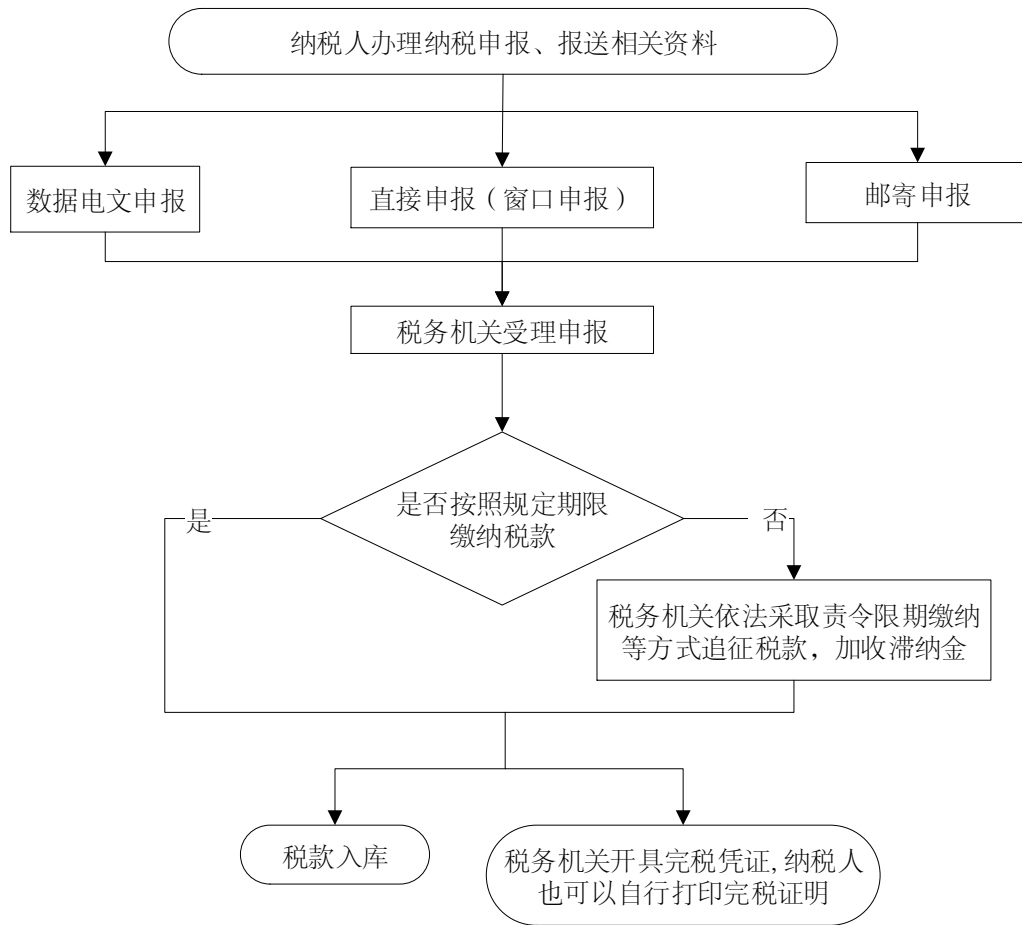 纳税人办理纳税申报、报送相关资料
数据电文申报
直接申报（窗口申报）
邮寄申报
税务机关受理申报
是否按照规定期限
缴纳税款
是
否
税务机关依法采取责令限期缴纳
等方式追征税款，加收滞纳金
税款入库
税务机关开具完税凭证,纳税人
也可以自行打印完税证明